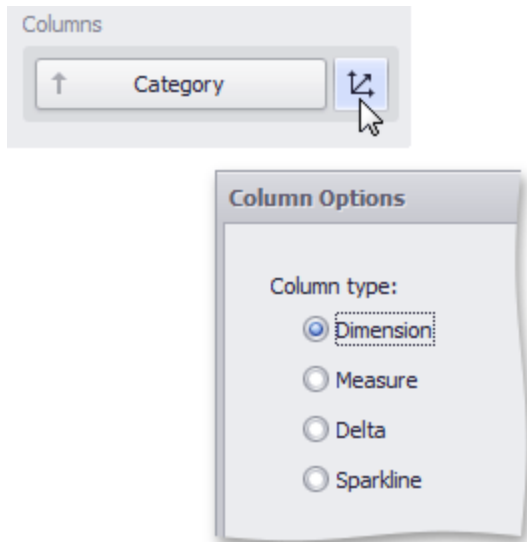 Columns
Category
Column Options
Column type:
Dimension
Measure
Delta
Sparkline